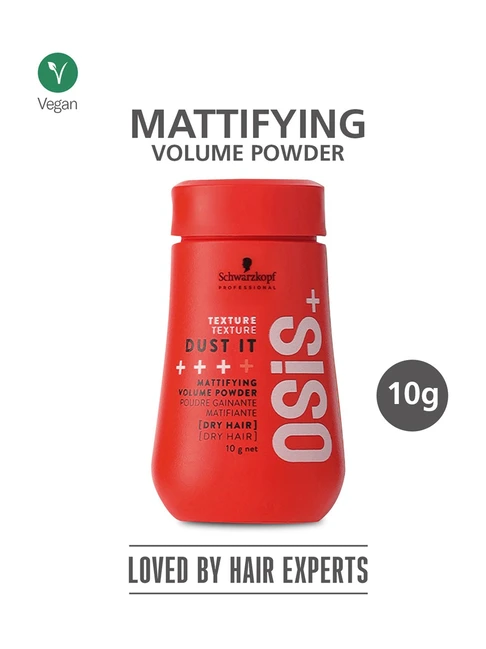 Vegan
MATTIFYING
VOLUME POWDER
Schwarzkopf
PROFESSIONAL
TEXTURE
TEXTURE
DUST IT
++++
MATTIFYING
VOLUME POWDER
POUDRE GAINANTE
MATIFIANTE
[DRY HAIR]
[DRY HAIR]
10 g net
OSiS+
10g
LOVED BY HAIR EXPERTS